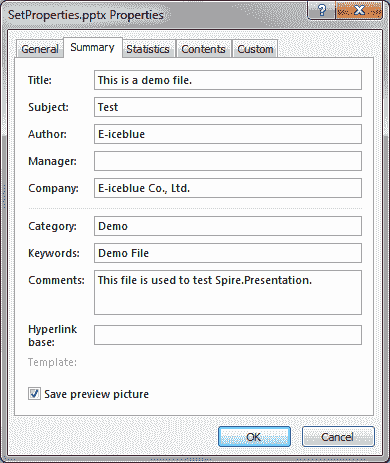 SetProperties.pptx Properties
General Summary Statistics Contents Custom
Title: This is a demo file.
Subject: Test
Author: E-iceblue
Manager:
Company: E-iceblue Co., Ltd.
Category: Demo
Keywords: Demo File
Comments: This file is used to test Spire.Presentation.
Hyperlink
base:
Template:
Save preview picture
OK Cancel